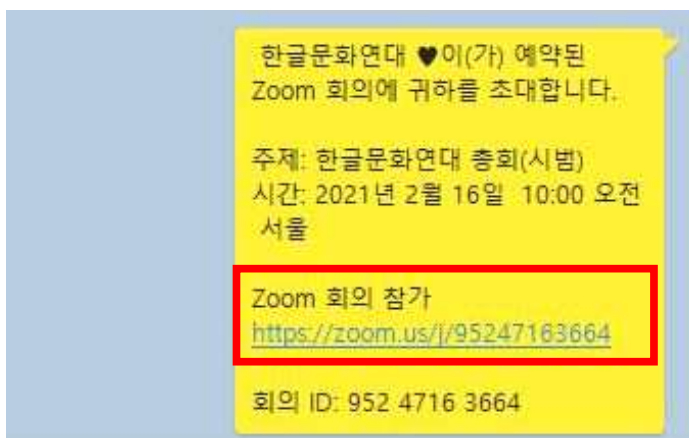 한글문화연대 ♥이(가) 예약된
Zoom 회의에 귀하를 초대합니다.
주제: 한글문화연대 총회(시범)
시간: 2021년 2월 16일 10:00 오전
서울
Zoom 회의 참가
https://zoom.us/j/95247163664
회의 ID: 952 4716 3664